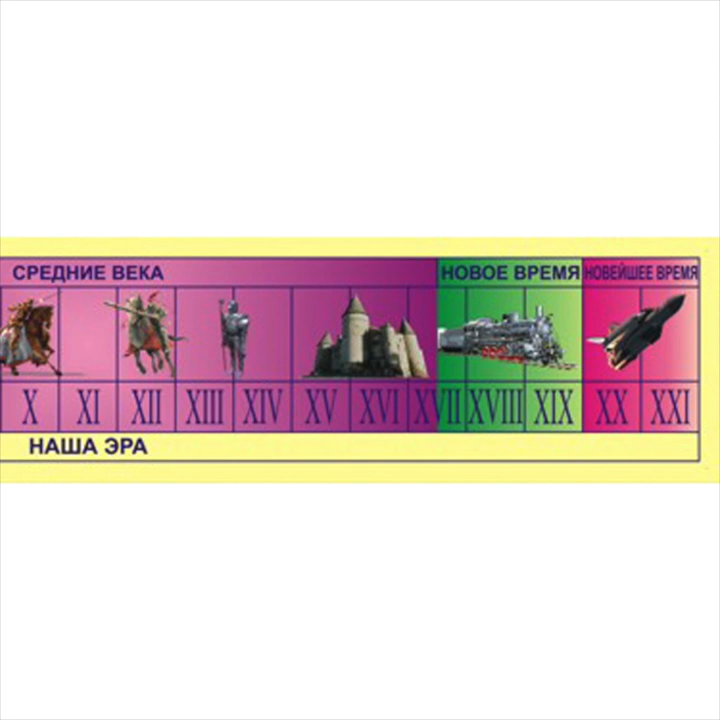 СРЕДНИЕ ВЕКА НОВОЕ ВРЕМЯ НОВЕЙШЕЕ ВРЕМЯ
X XI XII XIII XIV XV XVI XVII XVIII XIX XX XXI
НАША ЭРА